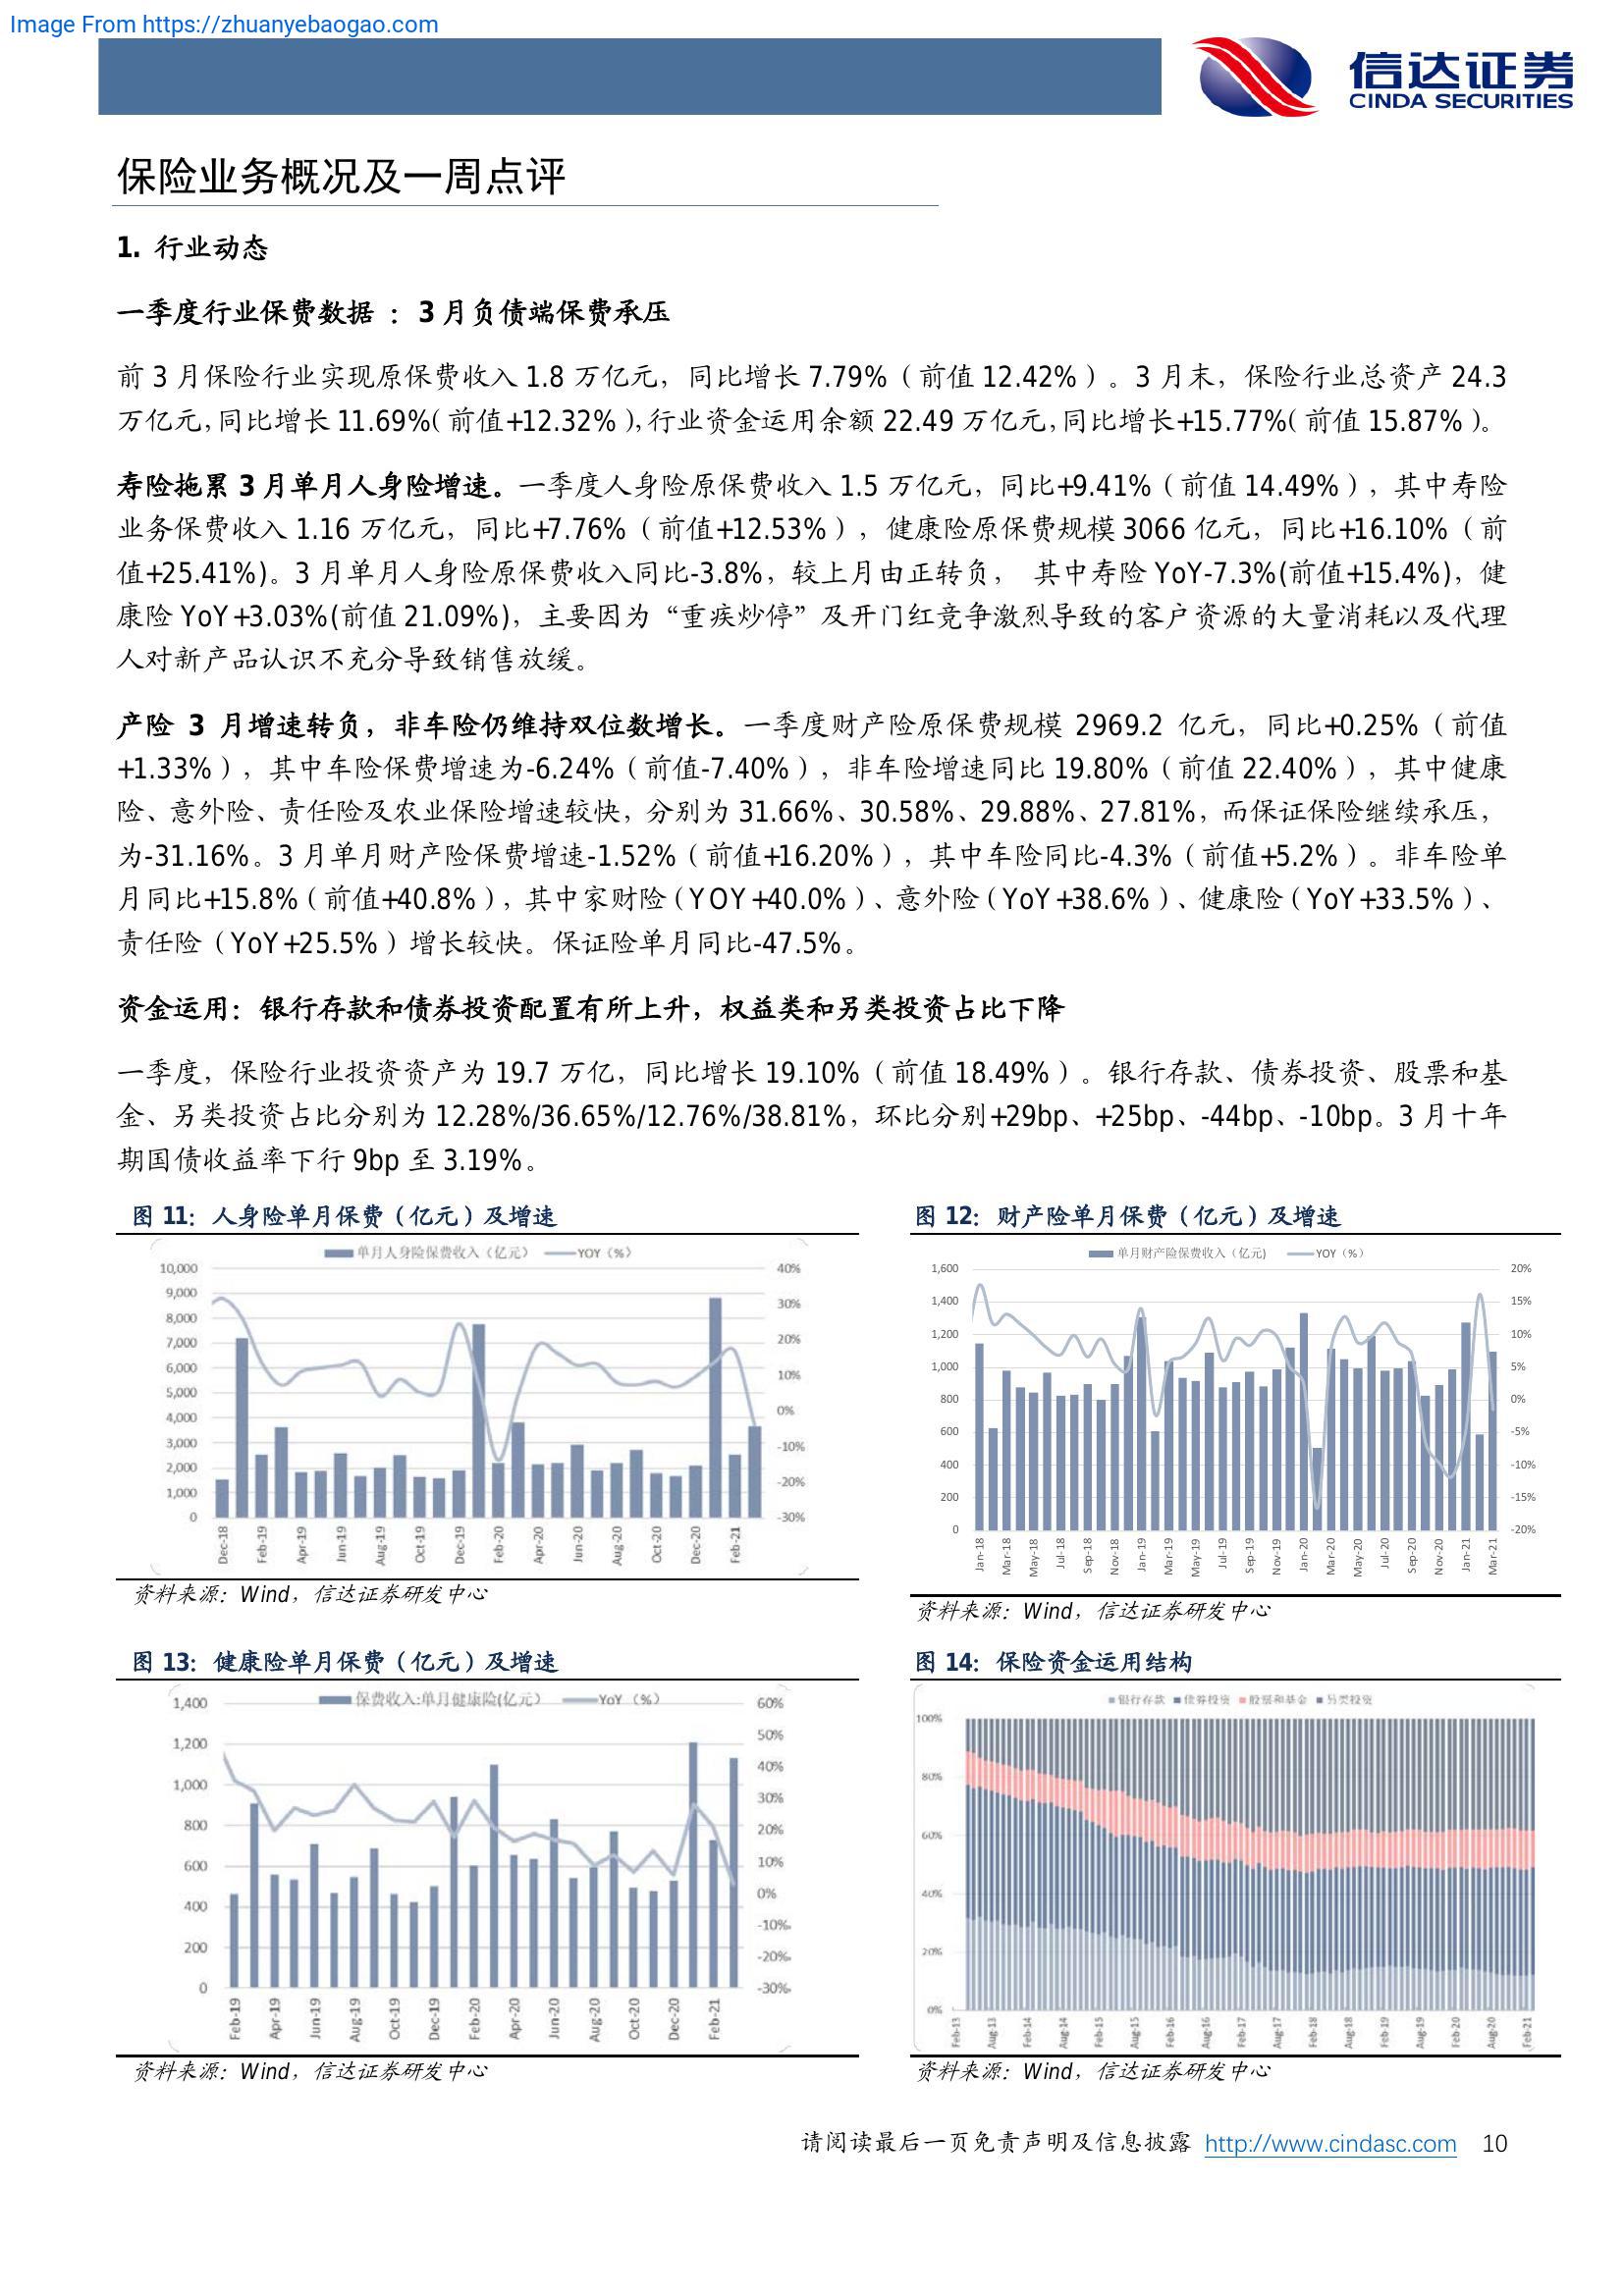 Image From https://zhuanyebaogao.com
信达证券
CINDA SECURITIES
保险业务概况及一周点评
1. 行业动态
一季度行业保费数据 ：3 月负债端保费承压
前 3 月保险行业实现原保费收入 1.8 万亿元，同比增长 7.79%（前值 12.42%）。3 月末，保险行业总资产 24.3
万亿元,同比增长 11.69%(前值+12.32%),行业资金运用余额 22.49 万亿元,同比增长+15.77%(前值 15.87%)。
寿险拖累 3 月单月人身险增速。一季度人身险原保费收入 1.5 万亿元，同比+9.41%（前值 14.49%），其中寿险
业务保费收入 1.16 万亿元，同比+7.76%（前值+12.53%），健康险原保费规模 3066 亿元，同比+16.10%（前
值+25.41%)。3 月单月人身险原保费收入同比-3.8%，较上月由正转负， 其中寿险 YoY-7.3%(前值+15.4%)，健
康险 YoY+3.03%(前值 21.09%)，主要因为“重疾炒停”及开门红竞争激烈导致的客户资源的大量消耗以及代理
人对新产品认识不充分导致销售放缓。
产险 3 月增速转负，非车险仍维持双位数增长。一季度财产险原保费规模 2969.2 亿元，同比+0.25%（前值
+1.33%），其中车险保费增速为-6.24%（前值-7.40%），非车险增速同比 19.80%（前值 22.40%），其中健康
险、意外险、责任险及农业保险增速较快，分别为 31.66%、30.58%、29.88%、27.81%，而保证保险继续承压，
为-31.16%。3 月单月财产险保费增速-1.52%（前值+16.20%），其中车险同比-4.3%（前值+5.2%）。非车险单
月同比+15.8%（前值+40.8%），其中家财险（YOY+40.0%）、意外险（YoY+38.6%）、健康险（YoY+33.5%）、
责任险（YoY+25.5%）增长较快。保证险单月同比-47.5%。
资金运用：银行存款和债券投资配置有所上升，权益类和另类投资占比下降
一季度，保险行业投资资产为 19.7 万亿，同比增长 19.10%（前值 18.49%）。银行存款、债券投资、股票和基
金、另类投资占比分别为 12.28%/36.65%/12.76%/38.81%，环比分别+29bp、+25bp、-44bp、-10bp。3 月十年
期国债收益率下行 9bp 至 3.19%。
图 11：人身险单月保费（亿元）及增速
单月人身险保费收入（亿元） YOY（%）
10,000 9,000 8,000 7,000 6,000 5,000 4,000 3,000 2,000 1,000 0
40% 30% 20% 10% 0% -10% -20% -30%
Dec-18 Feb-19 Apr-19 Jun-19 Aug-19 Oct-19 Dec-19 Feb-20 Apr-20 Jun-20 Aug-20 Oct-20 Dec-20 Feb-21
资料来源：Wind，信达证券研发中心
图 12：财产险单月保费（亿元）及增速
单月财产险保费收入（亿元） YOY（%）
1,600 1,400 1,200 1,000 800 600 400 200 0
20% 15% 10% 5% 0% -5% -10% -15% -20%
Jan-18 Mar-18 May-18 Jul-18 Sep-18 Nov-18 Jan-19 Mar-19 May-19 Jul-19 Sep-19 Nov-19 Jan-20 Mar-20 May-20 Jul-20 Sep-20 Nov-20 Jan-21 Mar-21
资料来源：Wind，信达证券研发中心
图 13：健康险单月保费（亿元）及增速
保费收入:单月健康险(亿元) YoY（%）
1,400 1,200 1,000 800 600 400 200 0
60% 50% 40% 30% 20% 10% 0% -10% -20% -30%
Feb-19 Apr-19 Jun-19 Aug-19 Oct-19 Dec-19 Feb-20 Apr-20 Jun-20 Aug-20 Oct-20 Dec-20 Feb-21
资料来源：Wind，信达证券研发中心
图 14：保险资金运用结构
银行存款 债券投资 股票和基金 另类投资
100% 80% 60% 40% 20% 0%
Feb-13 Aug-13 Feb-14 Aug-14 Feb-15 Aug-15 Feb-16 Aug-16 Feb-17 Aug-17 Feb-18 Aug-18 Feb-19 Aug-19 Feb-20 Aug-20 Feb-21
资料来源：Wind，信达证券研发中心
请阅读最后一页免责声明及信息披露 http://www.cindasc.com 10